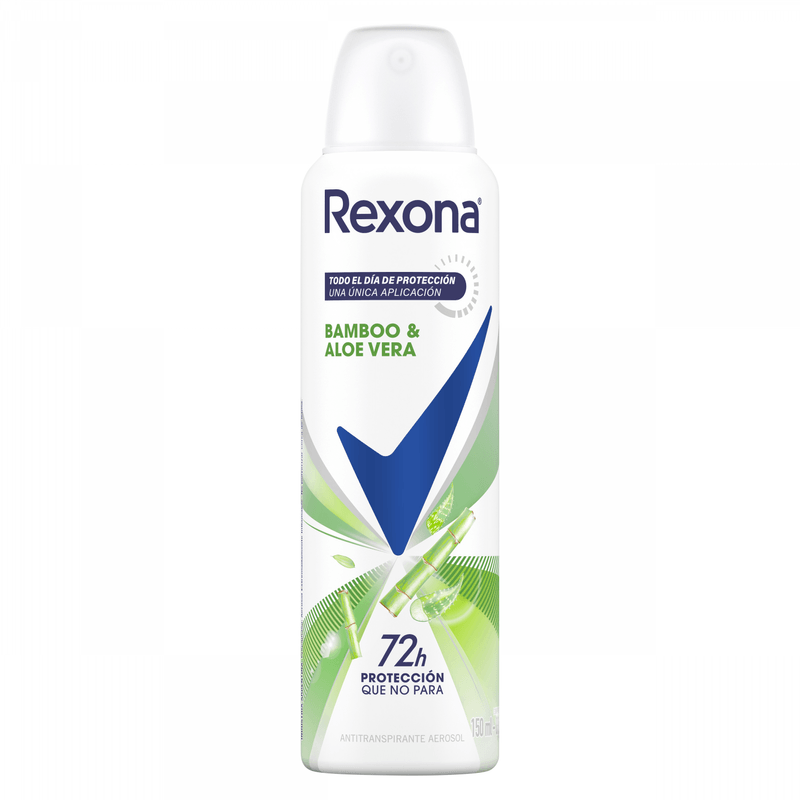 Rexona®
TODO EL DÍA DE PROTECCIÓN
UNA ÚNICA APLICACIÓN
BAMBOO &
ALOE VERA
72h
PROTECCIÓN
QUE NO PARA
ANTITRANSPIRANTE AEROSOL
150 ml